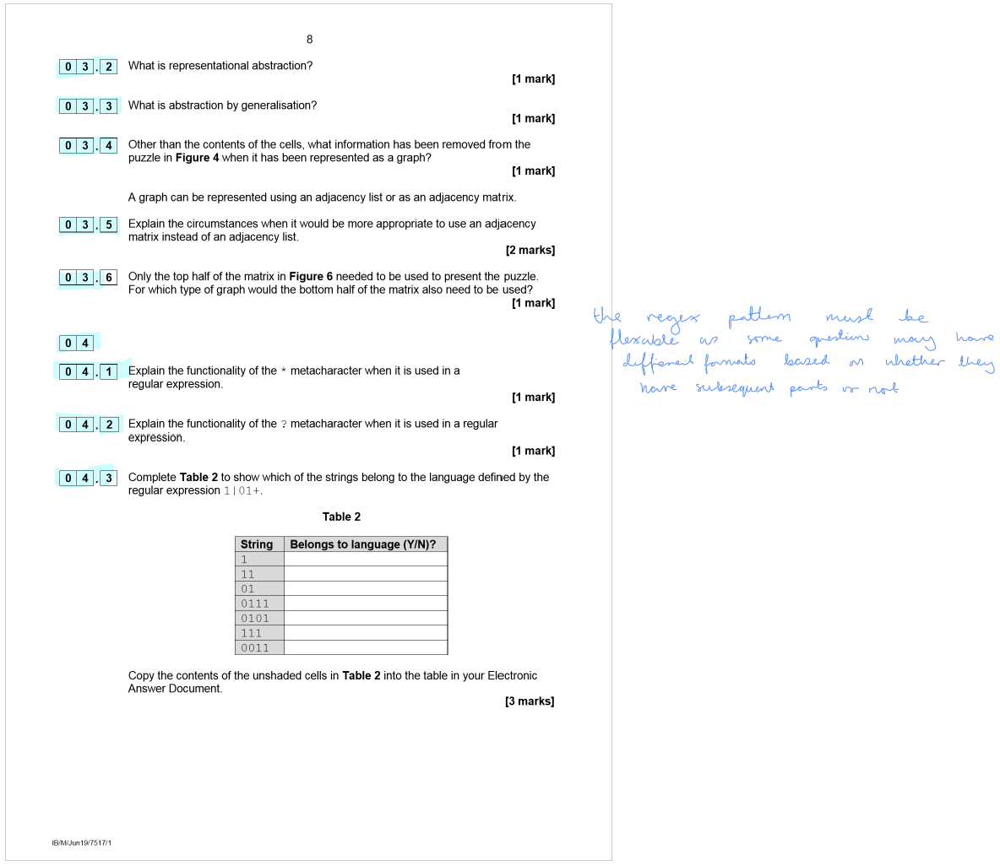 8
0 3 . 2 What is representational abstraction?
[1 mark]
0 3 . 3 What is abstraction by generalisation?
[1 mark]
0 3 . 4 Other than the contents of the cells, what information has been removed from the
puzzle in Figure 4 when it has been represented as a graph?
[1 mark]
A graph can be represented using an adjacency list or as an adjacency matrix.
0 3 . 5 Explain the circumstances when it would be more appropriate to use an adjacency
matrix instead of an adjacency list.
[2 marks]
0 3 . 6 Only the top half of the matrix in Figure 6 needed to be used to present the puzzle.
For which type of graph would the bottom half of the matrix also need to be used?
[1 mark]
the regex pattern must be
flexable as some questions may have
different formats based on whether they
have subsequent parts or not
0 4
0 4 . 1 Explain the functionality of the * metacharacter when it is used in a
regular expression.
[1 mark]
0 4 . 2 Explain the functionality of the ? metacharacter when it is used in a regular
expression.
[1 mark]
0 4 . 3 Complete Table 2 to show which of the strings belong to the language defined by the
regular expression 1|01+.
Table 2
String Belongs to language (Y/N)?
1
11
01
0111
0101
111
0011
Copy the contents of the unshaded cells in Table 2 into the table in your Electronic
Answer Document.
[3 marks]
IB/M/Jun19/7517/1